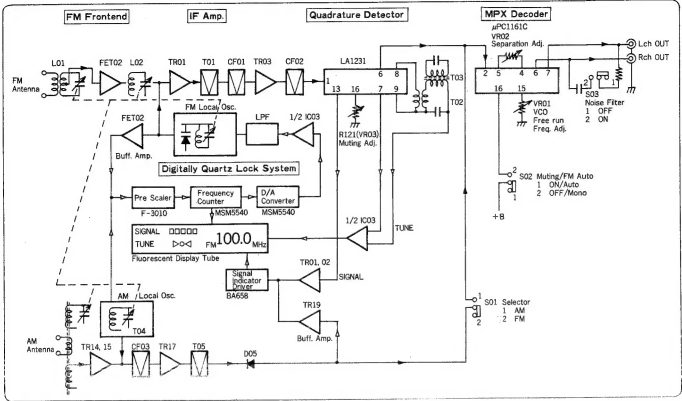 FM Frontend
IF Amp.
Quadrature Detector
MPX Decoder
μPC1161C
VR02
Separation Adj.
L01
FET02
L02
TR01
T01
CF01
TR03
CF02
LA1231
1
6
8
13
16
7
9
T03
T02
2
5
4
6
7
16
15
Lch OUT
Rch OUT
2
1
S03
Noise Filter
1 OFF
2 ON
FM
Antenna
FET02
Buff. Amp.
FM Local Osc.
LPF
1/2 IC03
R121(VR03)
Muting Adj.
VR01
VCO
Free run
Freq. Adj.
Digitally Quartz Lock System
Pre Scaler
F-3010
Frequency
Counter
MSM5540
D/A
Converter
MSM5540
2
1
S02 Muting/FM Auto
1 ON/Auto
2 OFF/Mono
+B
SIGNAL
TUNE
FM 100.0 MHz
Fluorescent Display Tube
1/2 IC03
TUNE
Signal
Indicator
Driver
BA658
TR01, 02
SIGNAL
TR19
Buff. Amp.
AM
Local Osc.
T04
1
2
S01 Selector
1 AM
2 FM
AM
Antenna
TR14, 15
CF03
TR17
T05
D05